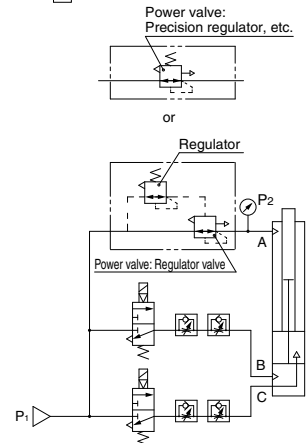 Power valve:
Precision regulator, etc.
or
Regulator
P2
A
Power valve: Regulator valve
B
C
P1